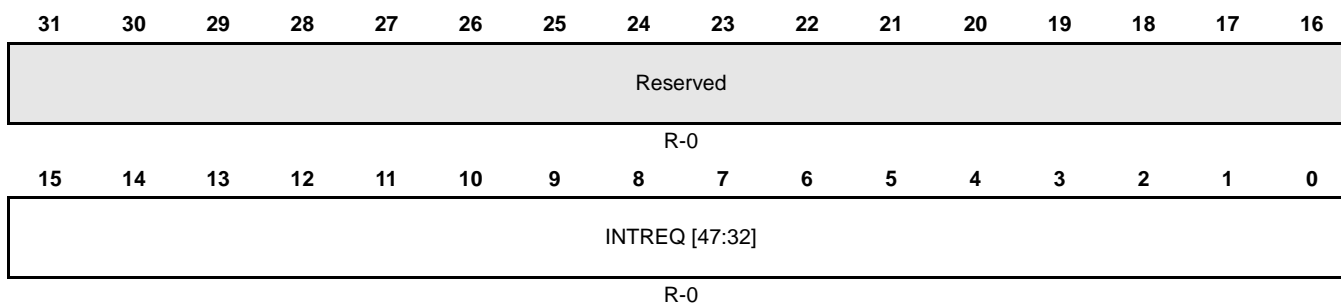 31 30 29 28 27 26 25 24 23 22 21 20 19 18 17 16
Reserved
R-0
15 14 13 12 11 10 9 8 7 6 5 4 3 2 1 0
INTREQ [47:32]
R-0